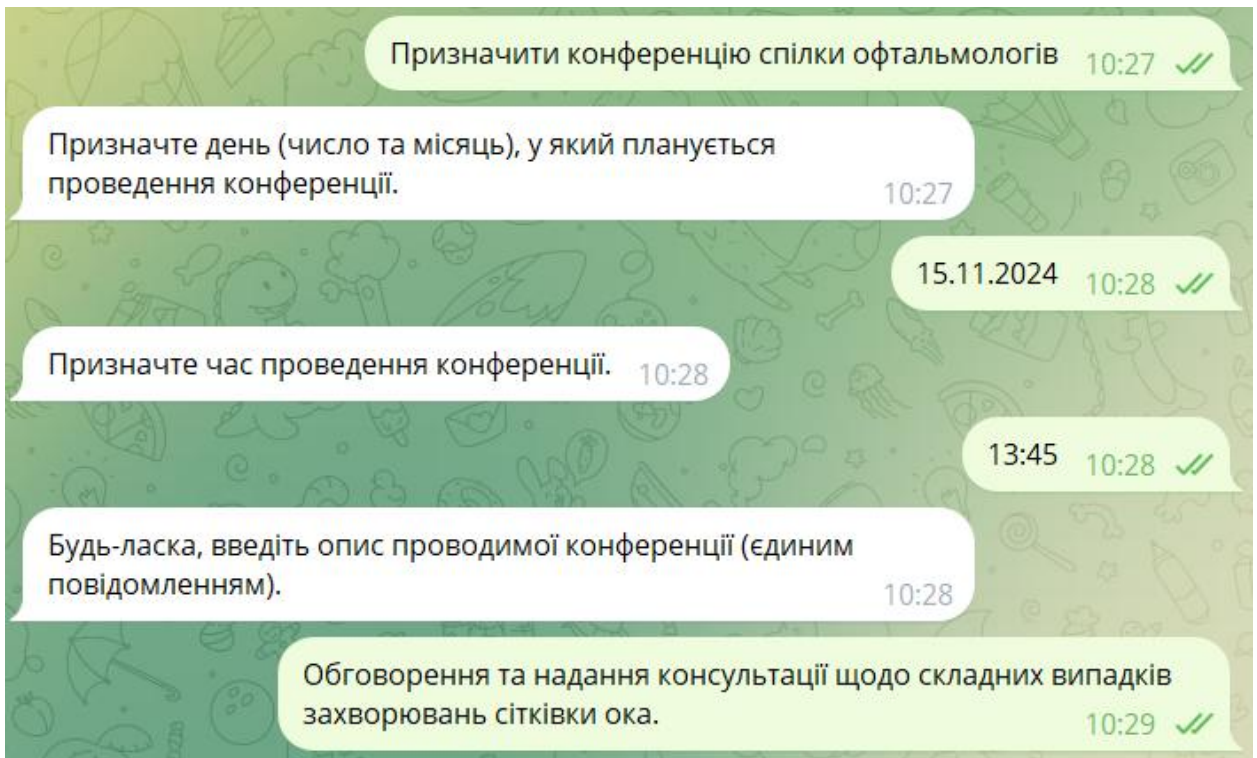 Призначити конференцію спілки офтальмологів 10:27
Призначте день (число та місяць), у який планується
проведення конференції. 10:27
15.11.2024 10:28
Призначте час проведення конференції. 10:28
13:45 10:28
Будь-ласка, введіть опис проводимої конференції (єдиним
повідомленням). 10:28
Обговорення та надання консультації щодо складних випадків
захворювань сітківки ока. 10:29